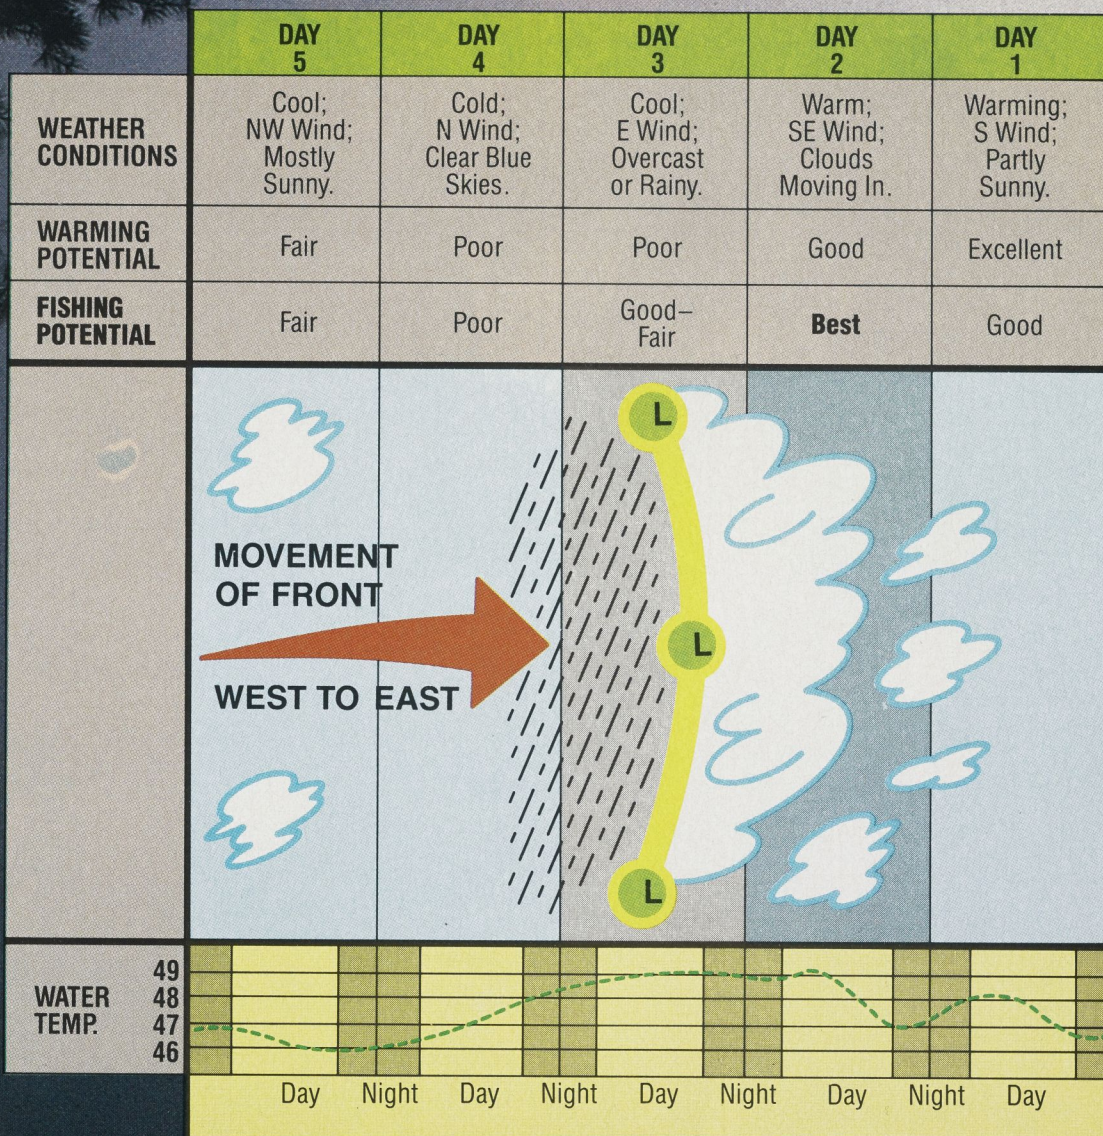 DAY
5
DAY
4
DAY
3
DAY
2
DAY
1
WEATHER
CONDITIONS
Cool;
NW Wind;
Mostly
Sunny.
Cold;
N Wind;
Clear Blue
Skies.
Cool;
E Wind;
Overcast
or Rainy.
Warm;
SE Wind;
Clouds
Moving In.
Warming;
S Wind;
Partly
Sunny.
WARMING
POTENTIAL
Fair
Poor
Poor
Good
Excellent
FISHING
POTENTIAL
Fair
Poor
Good–
Fair
Best
Good
L
MOVEMENT
OF FRONT
L
WEST TO EAST
L
WATER
TEMP.
49
48
47
46
Day
Night
Day
Night
Day
Night
Day
Night
Day